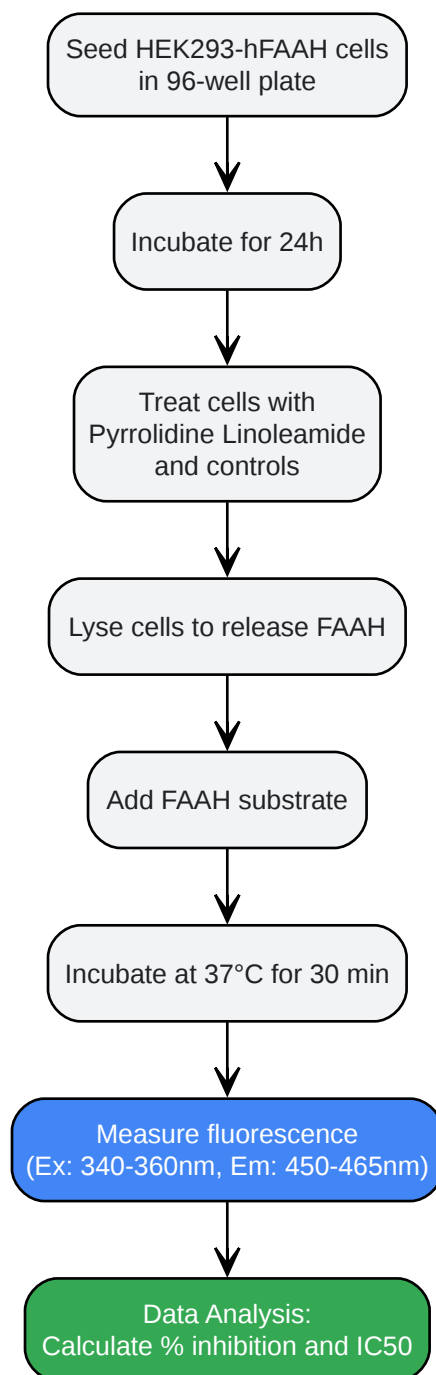 Seed HEK293-hFAAH cells
in 96-well plate
Incubate for 24h
Treat cells with
Pyrrolidine Linoleamide
and controls
Lyse cells to release FAAH
Add FAAH substrate
Incubate at 37°C for 30 min
Measure fluorescence
(Ex: 340-360nm, Em: 450-465nm)
Data Analysis:
Calculate % inhibition and IC50